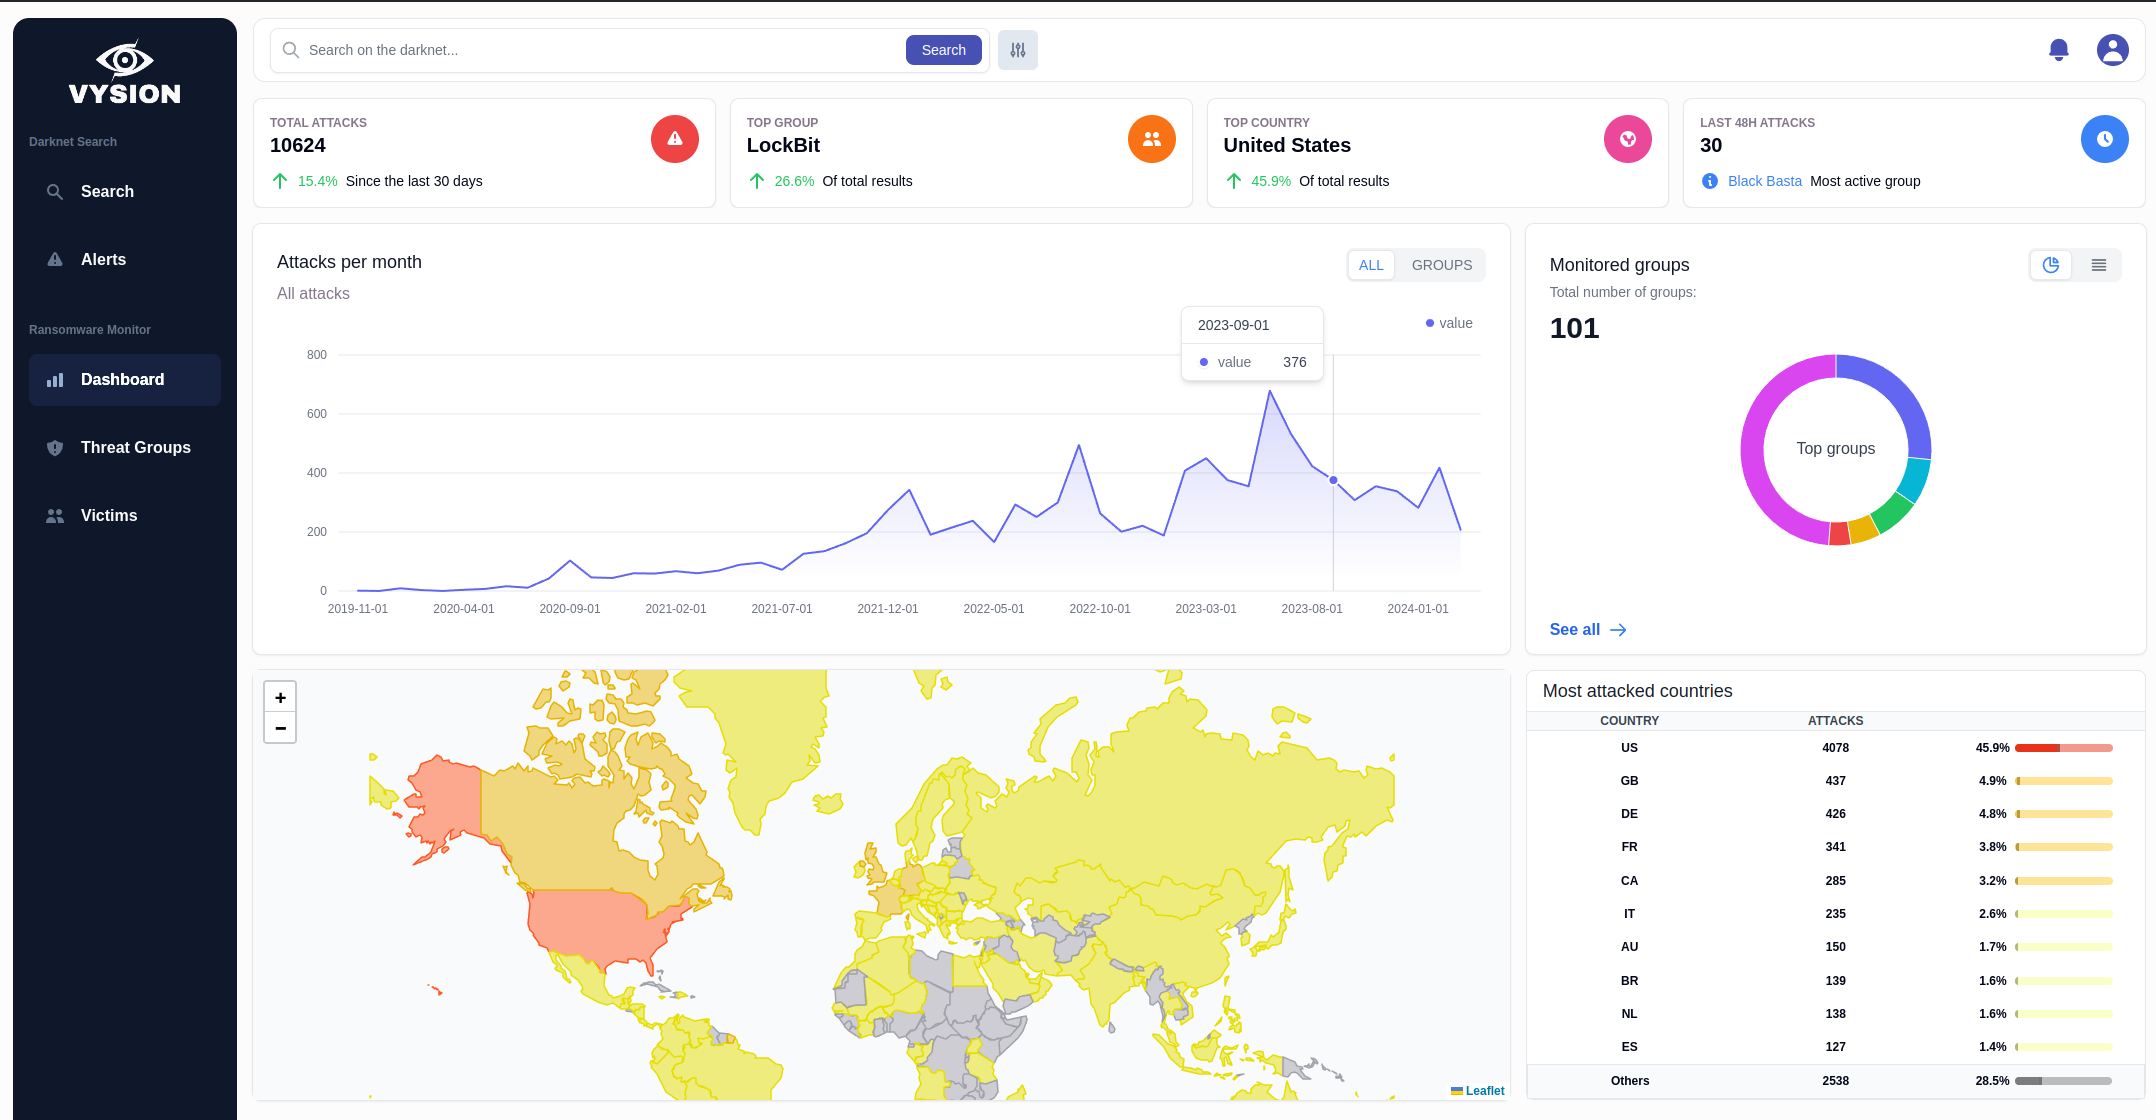 VYSION
Darknet Search
Search
Alerts
Ransomware Monitor
Dashboard
Threat Groups
Victims
Search on the darknet...
Search
TOTAL ATTACKS
10624
15.4% Since the last 30 days
TOP GROUP
LockBit
26.6% Of total results
TOP COUNTRY
United States
45.9% Of total results
LAST 48H ATTACKS
30
Black Basta Most active group
Attacks per month
All attacks
ALL GROUPS
value
2023-09-01
value 376
800
600
400
200
0
2019-11-01 2020-04-01 2020-09-01 2021-02-01 2021-07-01 2021-12-01 2022-05-01 2022-10-01 2023-03-01 2023-08-01 2024-01-01
Monitored groups
Total number of groups:
101
Top groups
See all
+
−
Leaflet
Most attacked countries
COUNTRY ATTACKS
US 4078 45.9%
GB 437 4.9%
DE 426 4.8%
FR 341 3.8%
CA 285 3.2%
IT 235 2.6%
AU 150 1.7%
BR 139 1.6%
NL 138 1.6%
ES 127 1.4%
Others 2538 28.5%